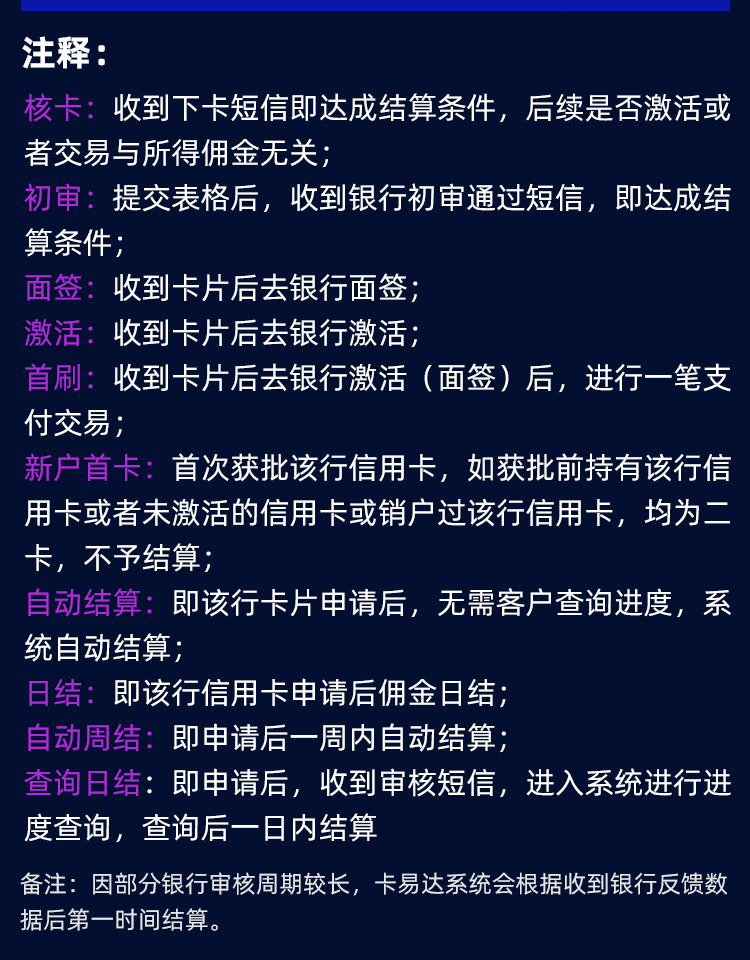 注释：
核卡：收到下卡短信即达成结算条件，后续是否激活或
者交易与所得佣金无关；
初审：提交表格后，收到银行初审通过短信，即达成结
算条件；
面签：收到卡片后去银行面签；
激活：收到卡片后去银行激活；
首刷：收到卡片后去银行激活（面签）后，进行一笔支
付交易；
新户首卡：首次获批该行信用卡，如获批前持有该行信
用卡或者未激活的信用卡或销户过该行信用卡，均为二
卡，不予结算；
自动结算：即该行卡片申请后，无需客户查询进度，系
统自动结算；
日结：即该行信用卡申请后佣金日结；
自动周结：即申请后一周内自动结算；
查询日结：即申请后，收到审核短信，进入系统进行进
度查询，查询后一日内结算
备注：因部分银行审核周期较长，卡易达系统会根据收到银行反馈数
据后第一时间结算。